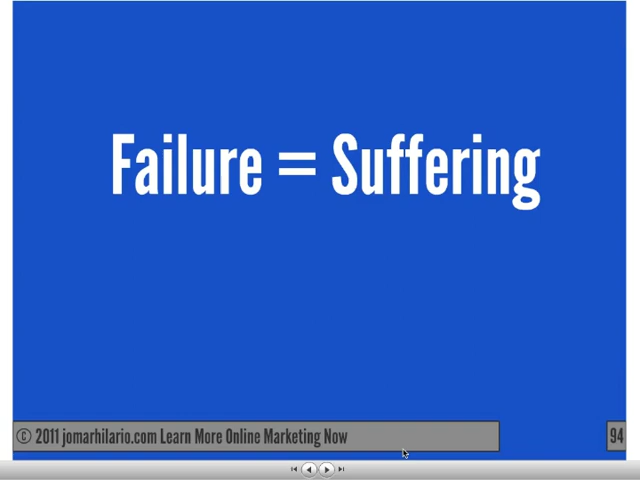 Failure = Suffering
© 2011 jomarhilario.com Learn More Online Marketing Now
94